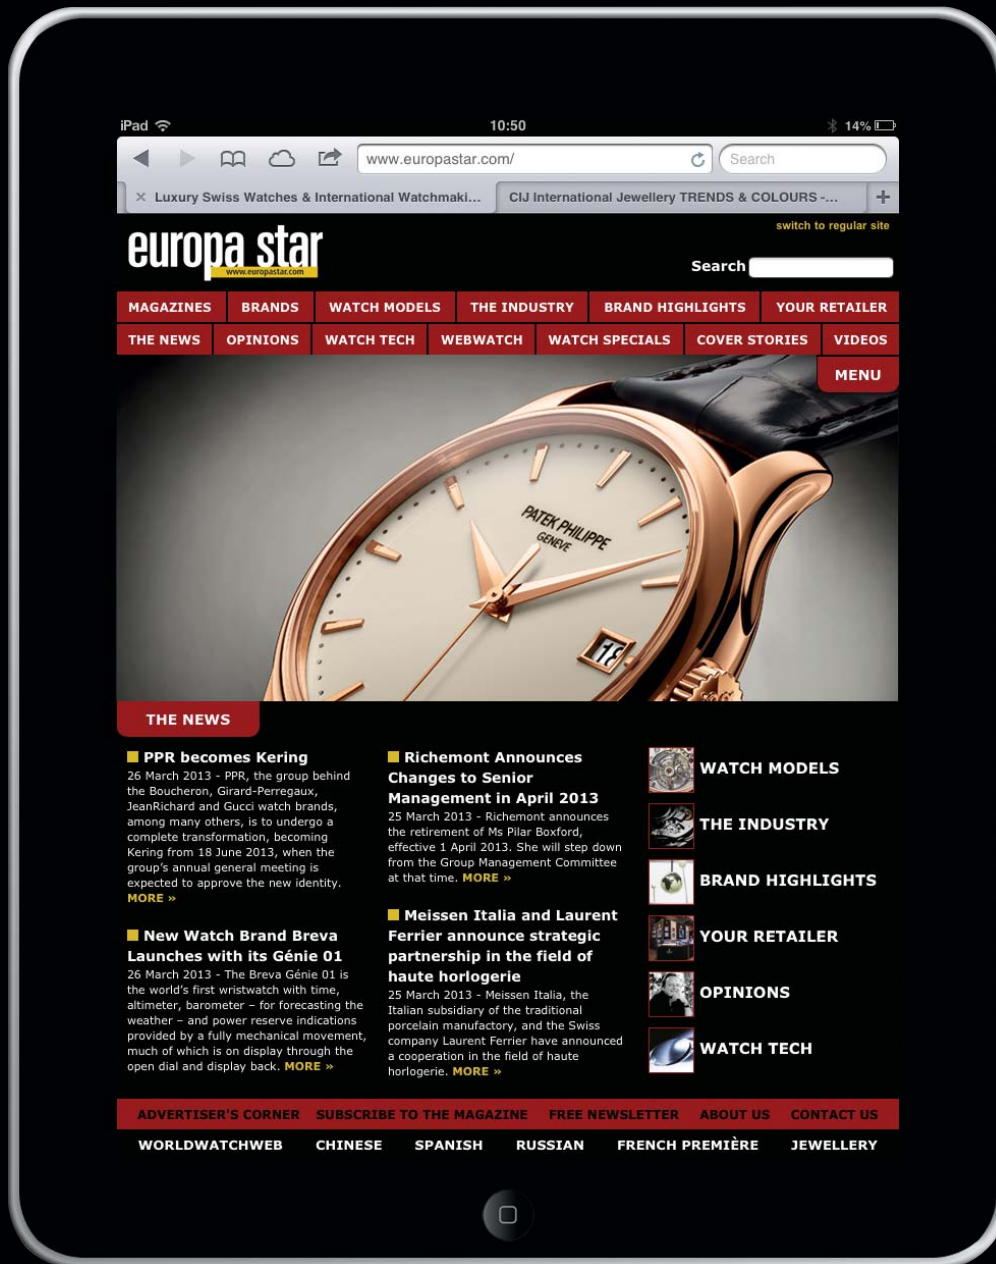 iPad
10:50
14%
www.europastar.com/
Search
× Luxury Swiss Watches & International Watchmaki...
CIJ International Jewellery TRENDS & COLOURS -...
+
switch to regular site
europa star
www.europastar.com
Search
MAGAZINES BRANDS WATCH MODELS THE INDUSTRY BRAND HIGHLIGHTS YOUR RETAILER
THE NEWS OPINIONS WATCH TECH WEBWATCH WATCH SPECIALS COVER STORIES VIDEOS
MENU
PATEK PHILIPPE
GENEVE
18
THE NEWS
PPR becomes Kering
26 March 2013 - PPR, the group behind
the Boucheron, Girard-Perregaux,
JeanRichard and Gucci watch brands,
among many others, is to undergo a
complete transformation, becoming
Kering from 18 June 2013, when the
group's annual general meeting is
expected to approve the new identity.
MORE »
New Watch Brand Breva
Launches with its Génie 01
26 March 2013 - The Breva Génie 01 is
the world's first wristwatch with time,
altimeter, barometer – for forecasting the
weather – and power reserve indications
provided by a fully mechanical movement,
much of which is on display through the
open dial and display back. MORE »
Richemont Announces
Changes to Senior
Management in April 2013
25 March 2013 - Richemont announces
the retirement of Ms Pilar Boxford,
effective 1 April 2013. She will step down
from the Group Management Committee
at that time. MORE »
Meissen Italia and Laurent
Ferrier announce strategic
partnership in the field of
haute horlogerie
25 March 2013 - Meissen Italia, the
Italian subsidiary of the traditional
porcelain manufactory, and the Swiss
company Laurent Ferrier have announced
a cooperation in the field of haute
horlogerie. MORE »
WATCH MODELS
THE INDUSTRY
BRAND HIGHLIGHTS
YOUR RETAILER
OPINIONS
WATCH TECH
ADVERTISER'S CORNER SUBSCRIBE TO THE MAGAZINE FREE NEWSLETTER ABOUT US CONTACT US
WORLDWATCHWEB CHINESE SPANISH RUSSIAN FRENCH PREMIÈRE JEWELLERY